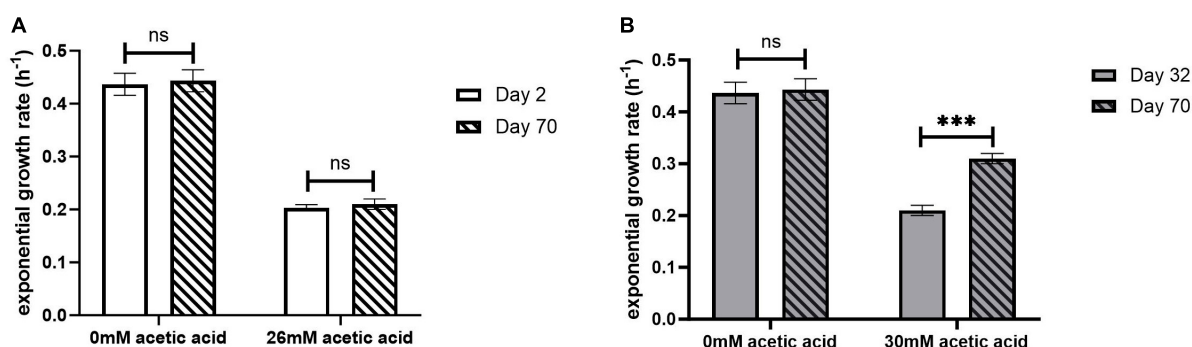 A
exponential growth rate (h⁻¹)
0.5
0.4
0.3
0.2
0.1
0.0
ns
ns
0mM acetic acid
26mM acetic acid
Day 2
Day 70
B
exponential growth rate (h⁻¹)
0.5
0.4
0.3
0.2
0.1
0.0
ns
***
0mM acetic acid
30mM acetic acid
Day 32
Day 70